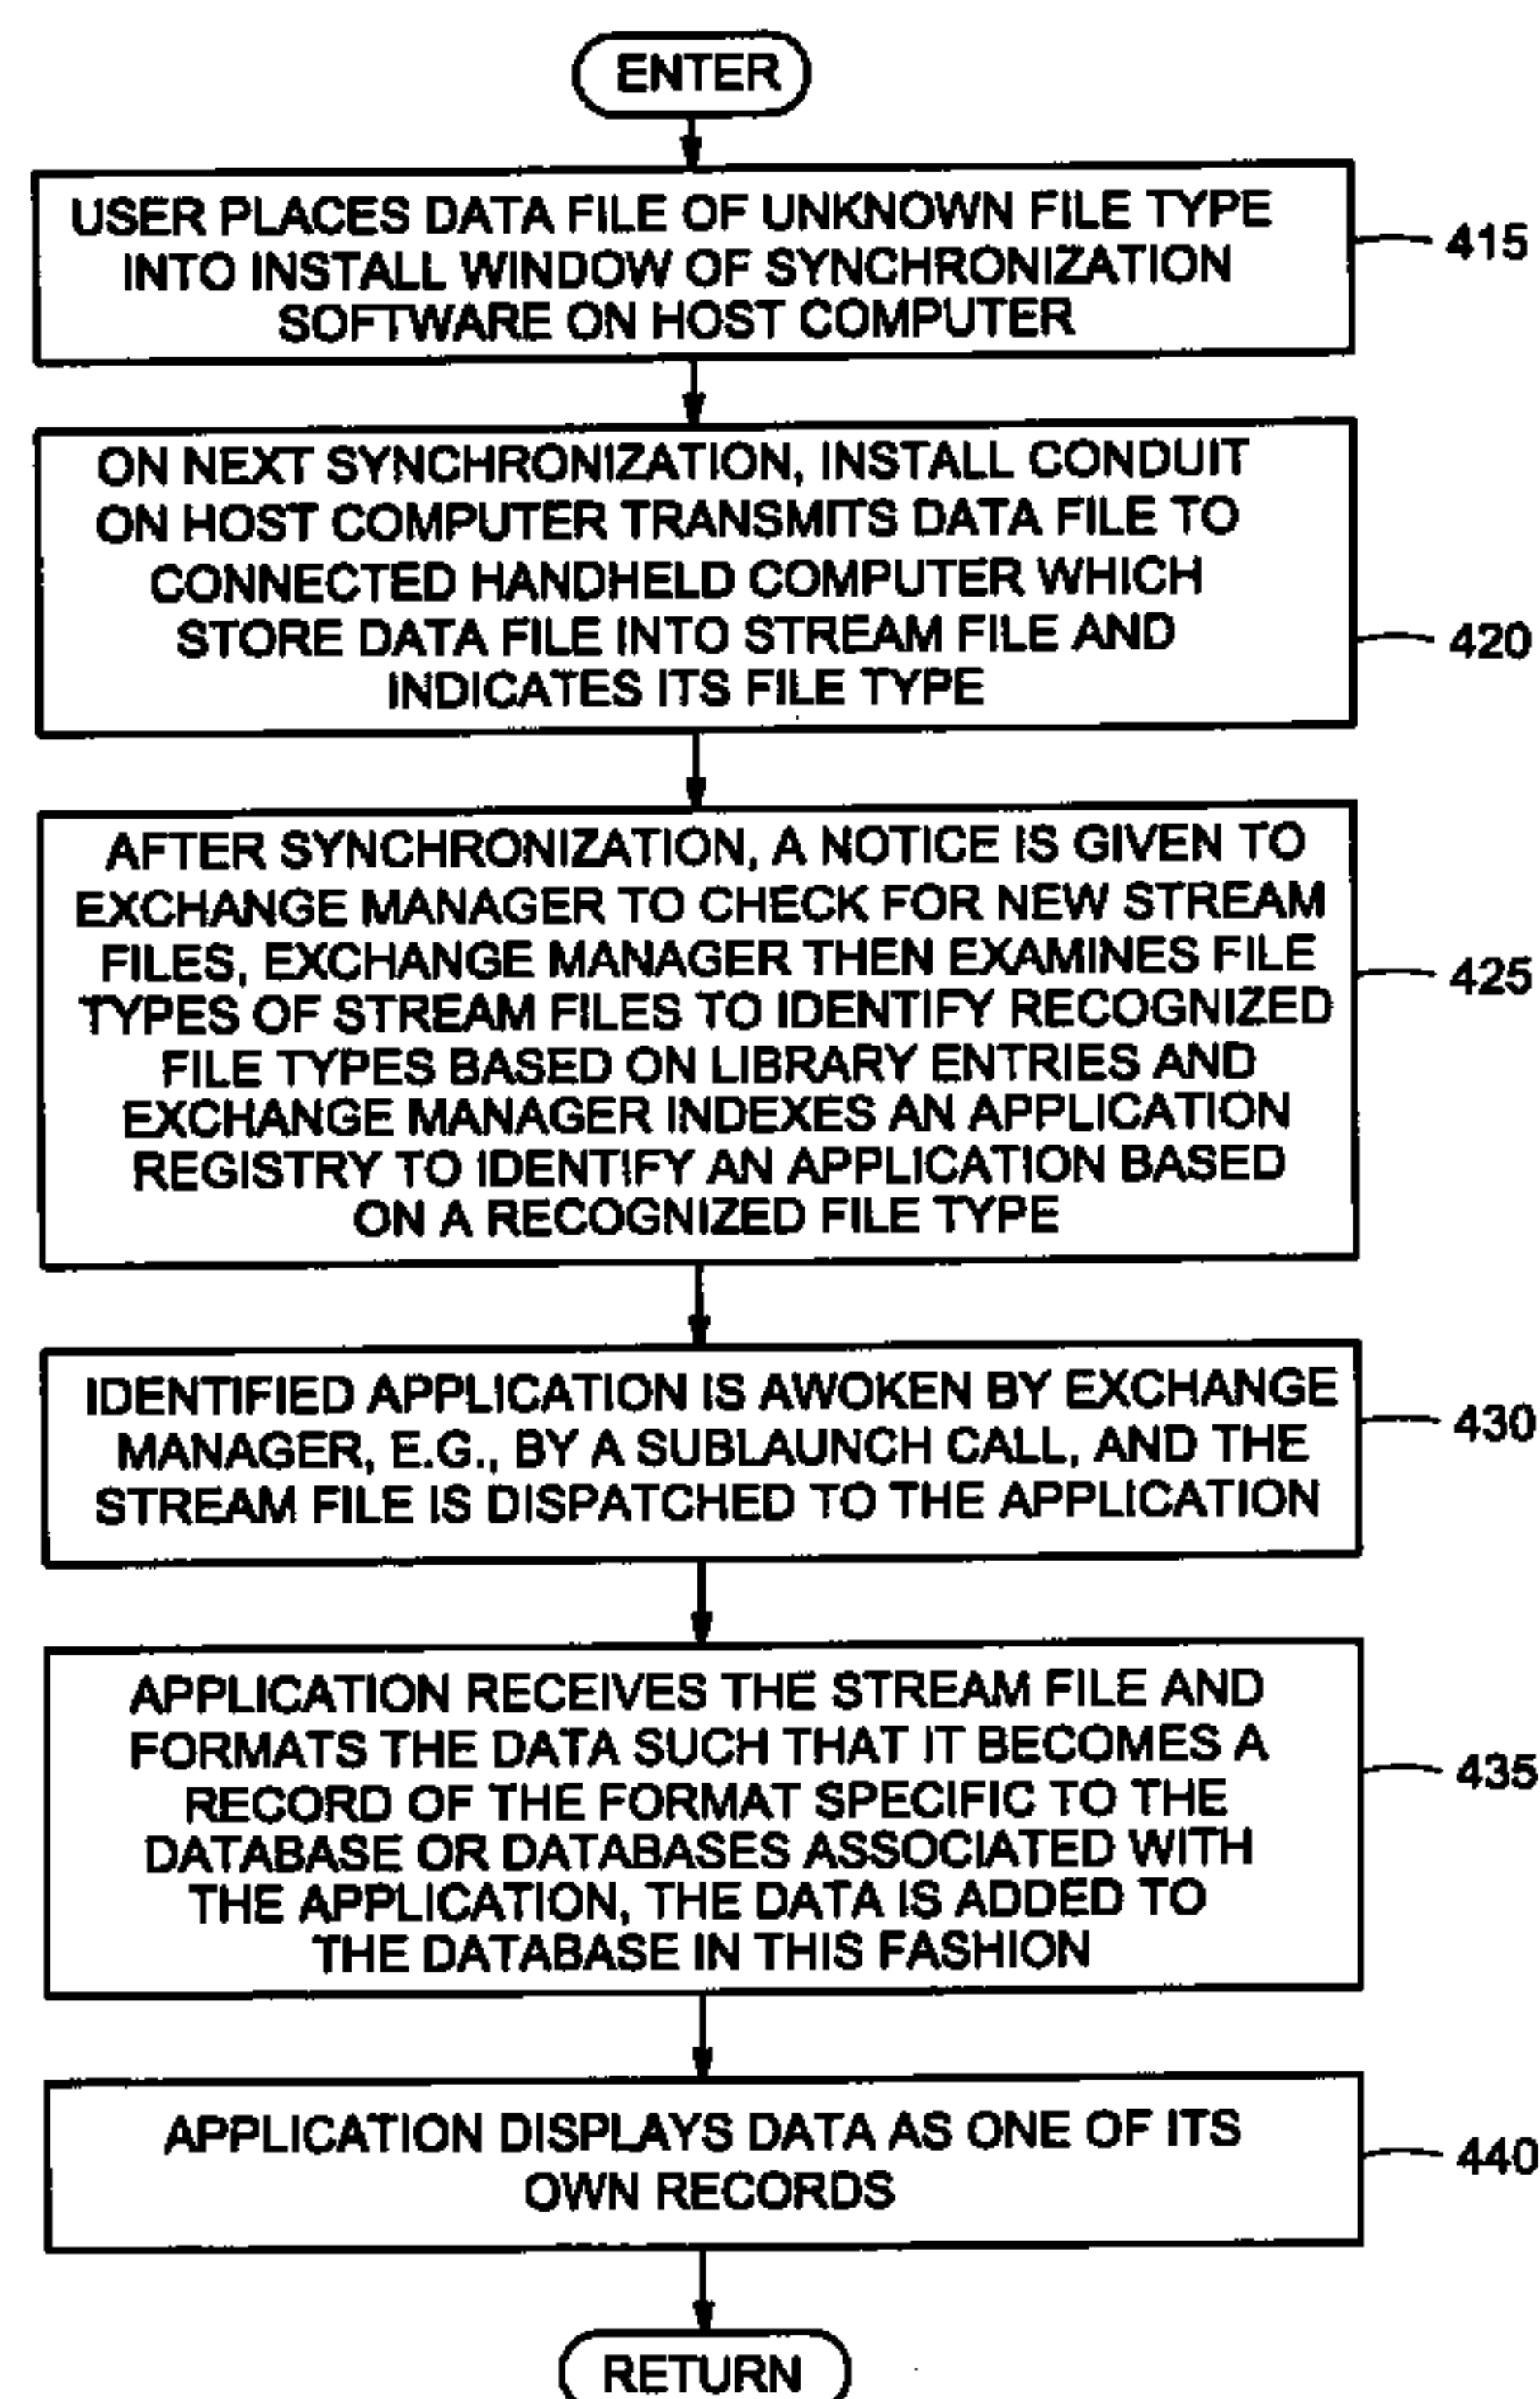 ENTER
USER PLACES DATA FILE OF UNKNOWN FILE TYPE
INTO INSTALL WINDOW OF SYNCHRONIZATION
SOFTWARE ON HOST COMPUTER
415
ON NEXT SYNCHRONIZATION, INSTALL CONDUIT
ON HOST COMPUTER TRANSMITS DATA FILE TO
CONNECTED HANDHELD COMPUTER WHICH
STORE DATA FILE INTO STREAM FILE AND
INDICATES ITS FILE TYPE
420
AFTER SYNCHRONIZATION, A NOTICE IS GIVEN TO
EXCHANGE MANAGER TO CHECK FOR NEW STREAM
FILES, EXCHANGE MANAGER THEN EXAMINES FILE
TYPES OF STREAM FILES TO IDENTIFY RECOGNIZED
FILE TYPES BASED ON LIBRARY ENTRIES AND
EXCHANGE MANAGER INDEXES AN APPLICATION
REGISTRY TO IDENTIFY AN APPLICATION BASED
ON A RECOGNIZED FILE TYPE
425
IDENTIFIED APPLICATION IS AWOKEN BY EXCHANGE
MANAGER, E.G., BY A SUBLAUNCH CALL, AND THE
STREAM FILE IS DISPATCHED TO THE APPLICATION
430
APPLICATION RECEIVES THE STREAM FILE AND
FORMATS THE DATA SUCH THAT IT BECOMES A
RECORD OF THE FORMAT SPECIFIC TO THE
DATABASE OR DATABASES ASSOCIATED WITH
THE APPLICATION, THE DATA IS ADDED TO
THE DATABASE IN THIS FASHION
435
APPLICATION DISPLAYS DATA AS ONE OF ITS
OWN RECORDS
440
RETURN